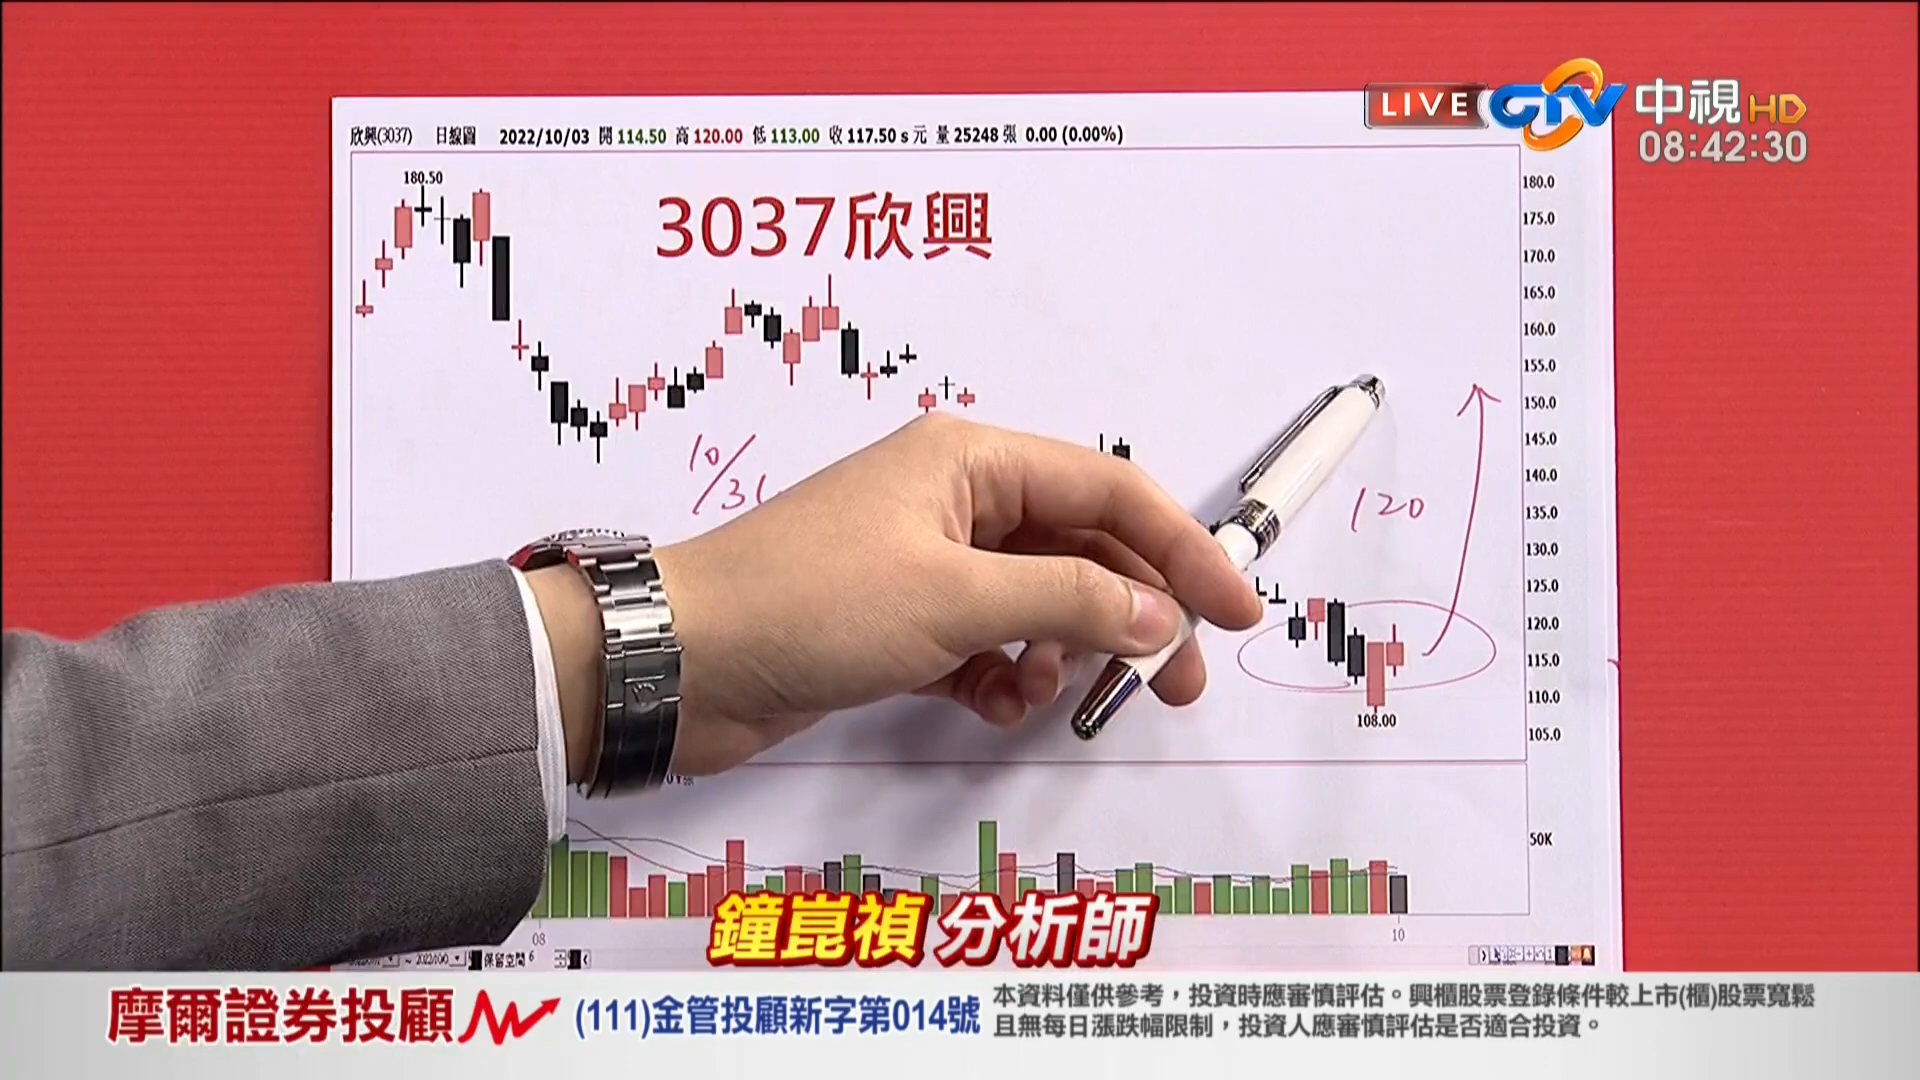 LIVE CTV 中視HD
08:42:30
欣興(3037) 日線圖 2022/10/03 開 114.50 高 120.00 低 113.00 收 117.50 s 元 量 25248 張 0.00 (0.00%)
180.50
3037欣興
180.0
175.0
170.0
165.0
160.0
155.0
150.0
145.0
140.0
135.0
130.0
125.0
120.0
115.0
110.0
105.0
10/
120
108.00
50K
08
10
保留空間 6
鐘崑禎 分析師
摩爾證券投顧 (111)金管投顧新字第014號
本資料僅供參考，投資時應審慎評估。興櫃股票登錄條件較上市(櫃)股票寬鬆
且無每日漲跌幅限制，投資人應審慎評估是否適合投資。